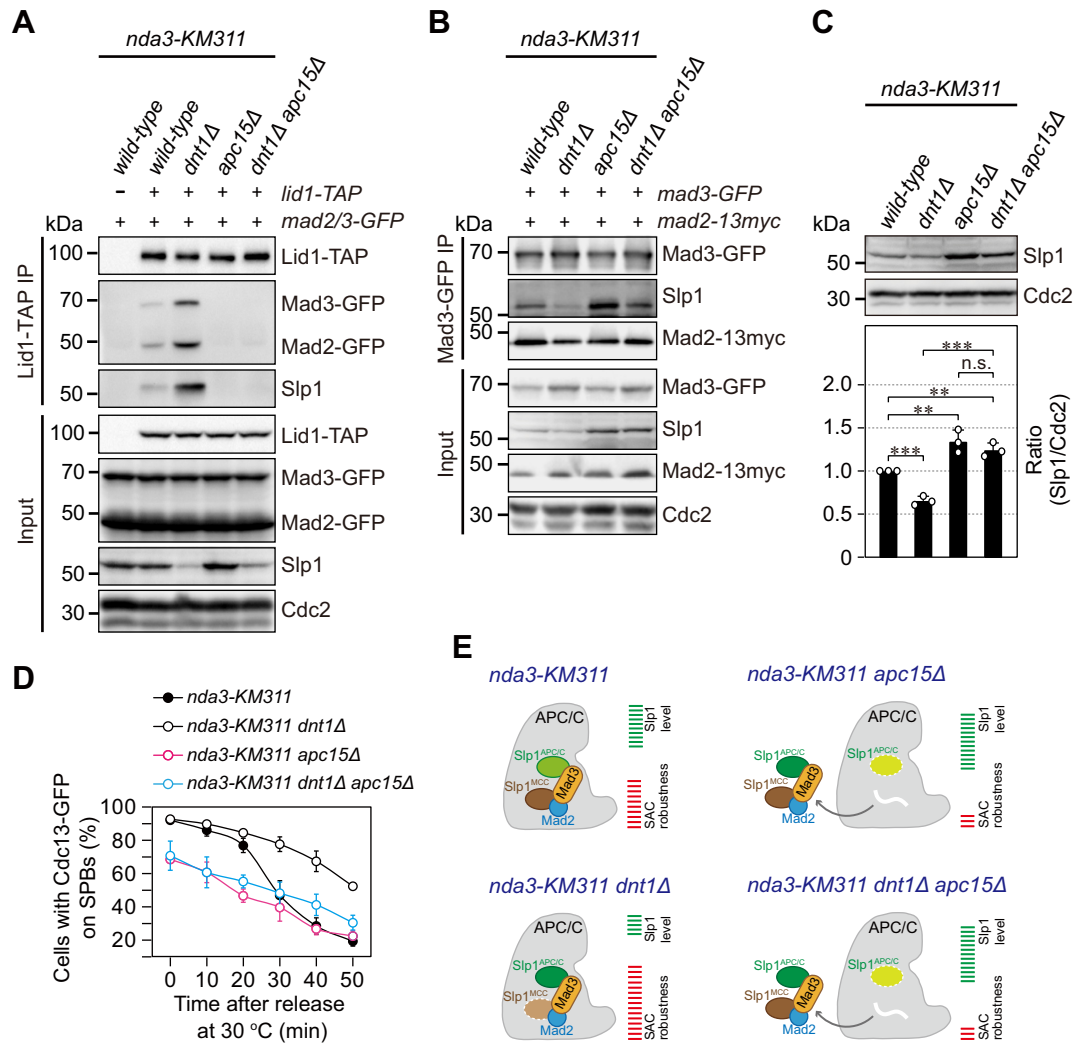 A
nda3-KM311
wild-type
wild-type
dnt1Δ
apc15Δ
dnt1Δ apc15Δ
- + + + + lid1-TAP
kDa + + + + + mad2/3-GFP
Lid1-TAP IP
100 Lid1-TAP
70 Mad3-GFP
50 Mad2-GFP
50 Slp1
Input
100 Lid1-TAP
70 Mad3-GFP
50 Mad2-GFP
50 Slp1
30 Cdc2
B
nda3-KM311
wild-type
dnt1Δ
apc15Δ
dnt1Δ apc15Δ
+ + + + mad3-GFP
kDa + + + + mad2-13myc
Mad3-GFP IP
70 Mad3-GFP
Slp1
50
50 Mad2-13myc
Input
70 Mad3-GFP
50 Slp1
50
Mad2-13myc
30 Cdc2
C
nda3-KM311
wild-type
dnt1Δ
apc15Δ
dnt1Δ apc15Δ
kDa
50 Slp1
30 Cdc2
***
n.s.
**
**
***
2.0
1.5
1.0
0.5
0
Ratio
(Slp1/Cdc2)
D
nda3-KM311
nda3-KM311 dnt1Δ
nda3-KM311 apc15Δ
nda3-KM311 dnt1Δ apc15Δ
Cells with Cdc13-GFP
on SPBs (%)
100
80
60
40
20
0 10 20 30 40 50
Time after release
at 30 °C (min)
E
nda3-KM311
APC/C
Slp1APC/C
Slp1MCC
Mad3
Mad2
Slp1
level
SAC
robustness
nda3-KM311 apc15Δ
APC/C
Slp1APC/C
Slp1APC/C
Slp1MCC
Mad3
Mad2
Slp1
level
SAC
robustness
nda3-KM311 dnt1Δ
APC/C
Slp1APC/C
Slp1MCC
Mad3
Mad2
Slp1
level
SAC
robustness
nda3-KM311 dnt1Δ apc15Δ
APC/C
Slp1APC/C
Slp1APC/C
Slp1MCC
Mad3
Mad2
Slp1
level
SAC
robustness